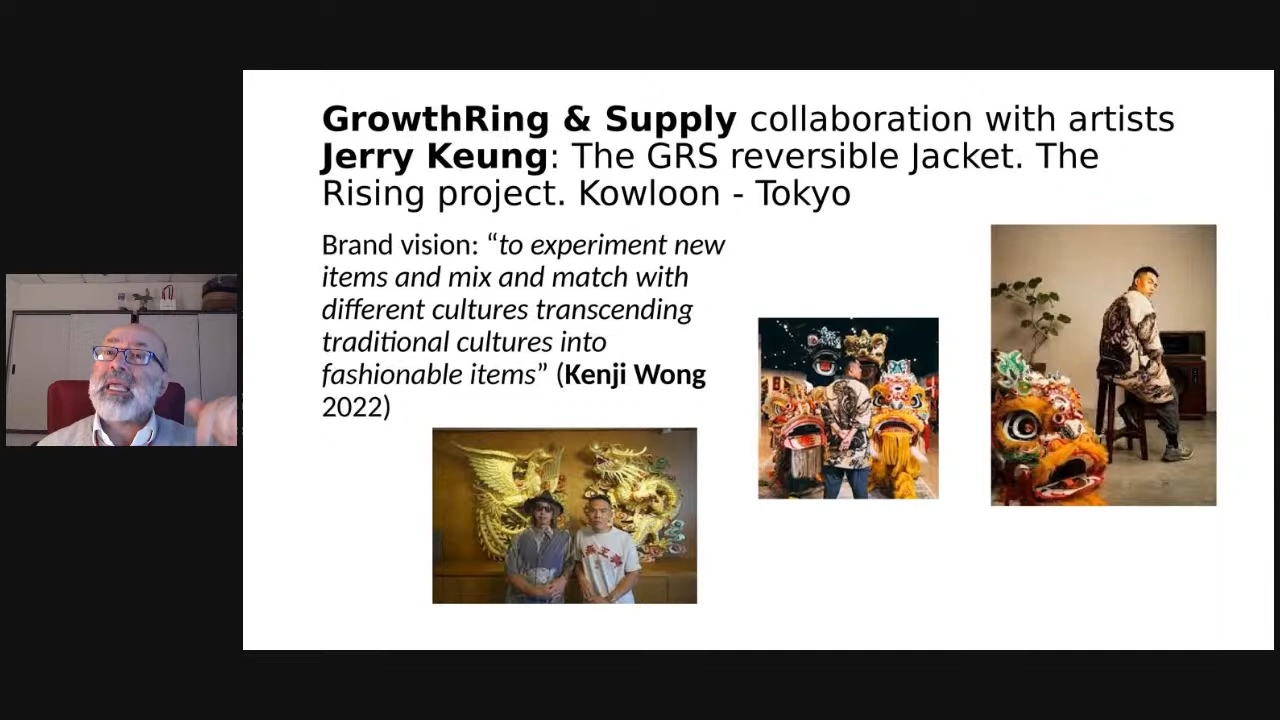 GrowthRing & Supply collaboration with artists
Jerry Keung: The GRS reversible Jacket. The
Rising project. Kowloon - Tokyo
Brand vision: “to experiment new
items and mix and match with
different cultures transcending
traditional cultures into
fashionable items” (Kenji Wong
2022)